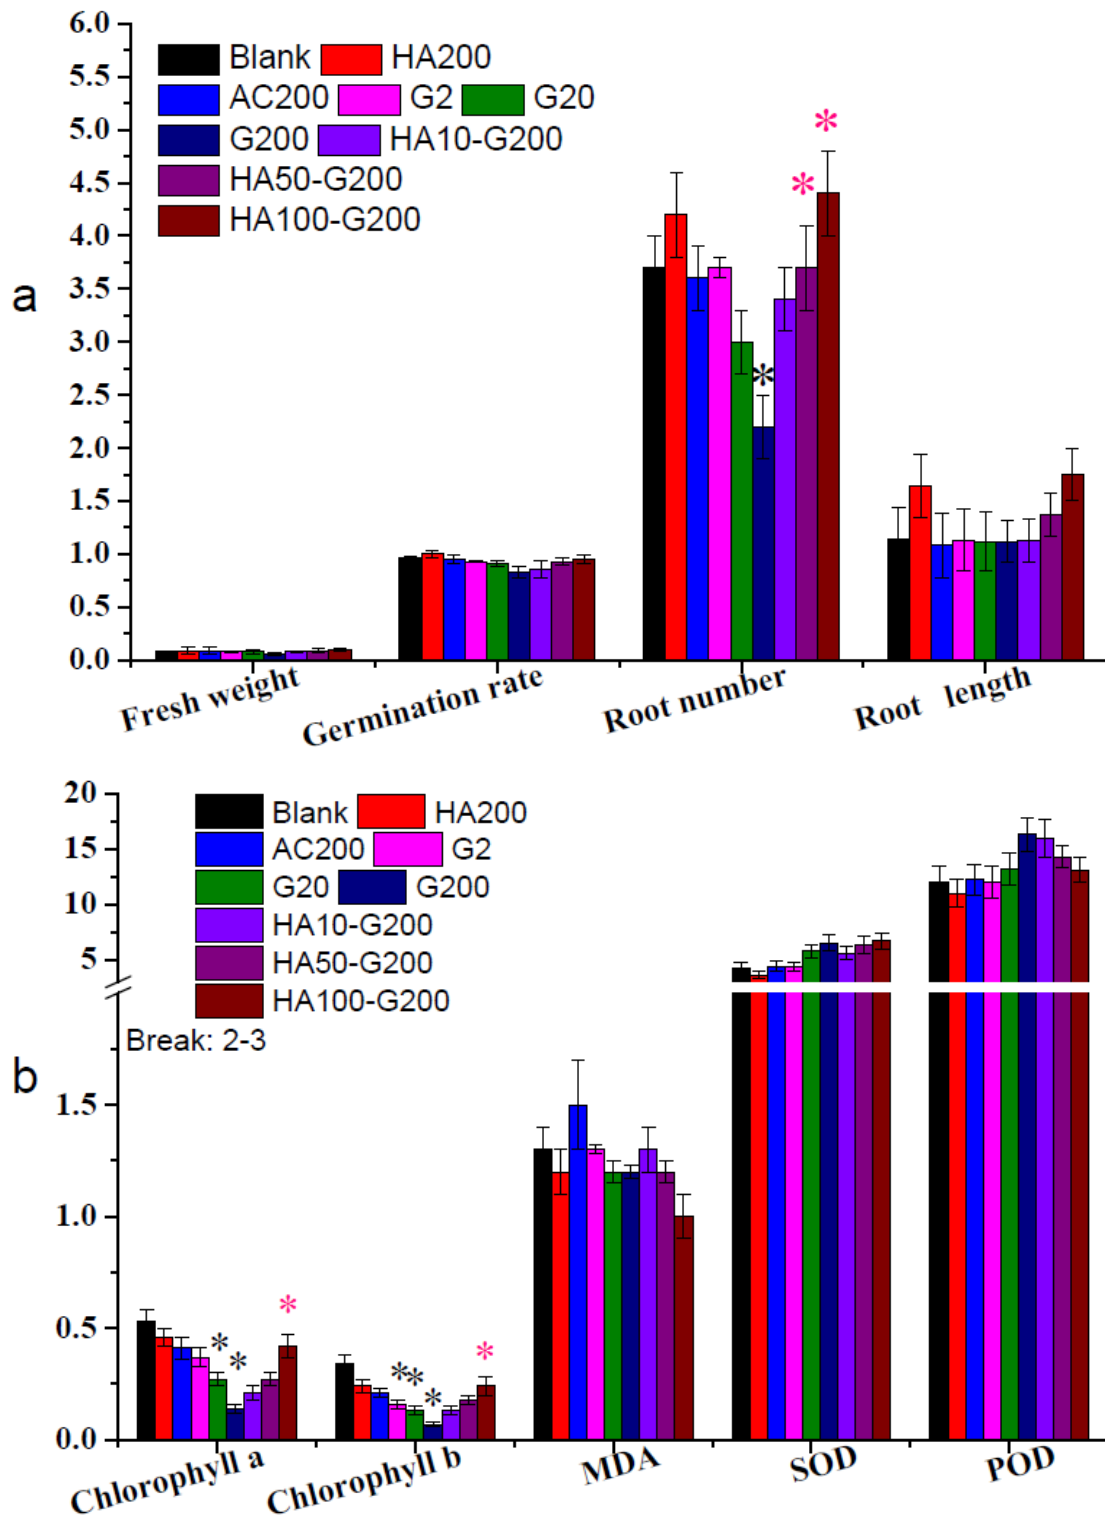 6.0
5.5
5.0
4.5
4.0
3.5
3.0
2.5
2.0
1.5
1.0
0.5
0.0
a
Blank HA200
AC200 G2 G20
G200 HA10-G200
HA50-G200
HA100-G200
*
*
*
Fresh weight Germination rate Root number Root length
20
15
10
5
1.5
1.0
0.5
0.0
b
Blank HA200
AC200 G2
G20 G200
HA10-G200
HA50-G200
HA100-G200
Break: 2-3
* * *
* * * *
Chlorophyll a Chlorophyll b MDA SOD POD